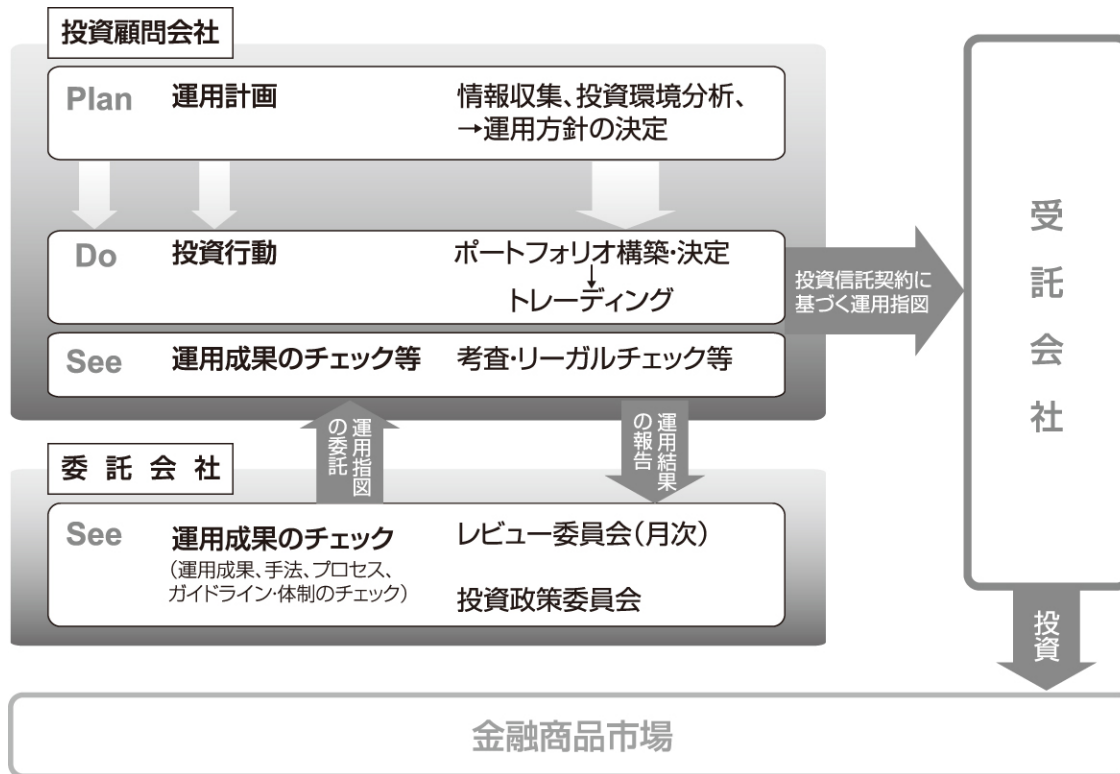 投資顧問会社
Plan 運用計画 情報収集、投資環境分析、
→運用方針の決定
Do 投資行動 ポートフォリオ構築・決定
↓
トレーディング
See 運用成果のチェック等 考査・リーガルチェック等
投資信託契約に
基づく運用指図
受託会社
運用指図
の委託
運用結果
の報告
委託会社
See 運用成果のチェック レビュー委員会(月次)
(運用成果、手法、プロセス、
ガイドライン・体制のチェック)
投資政策委員会
投資
金融商品市場